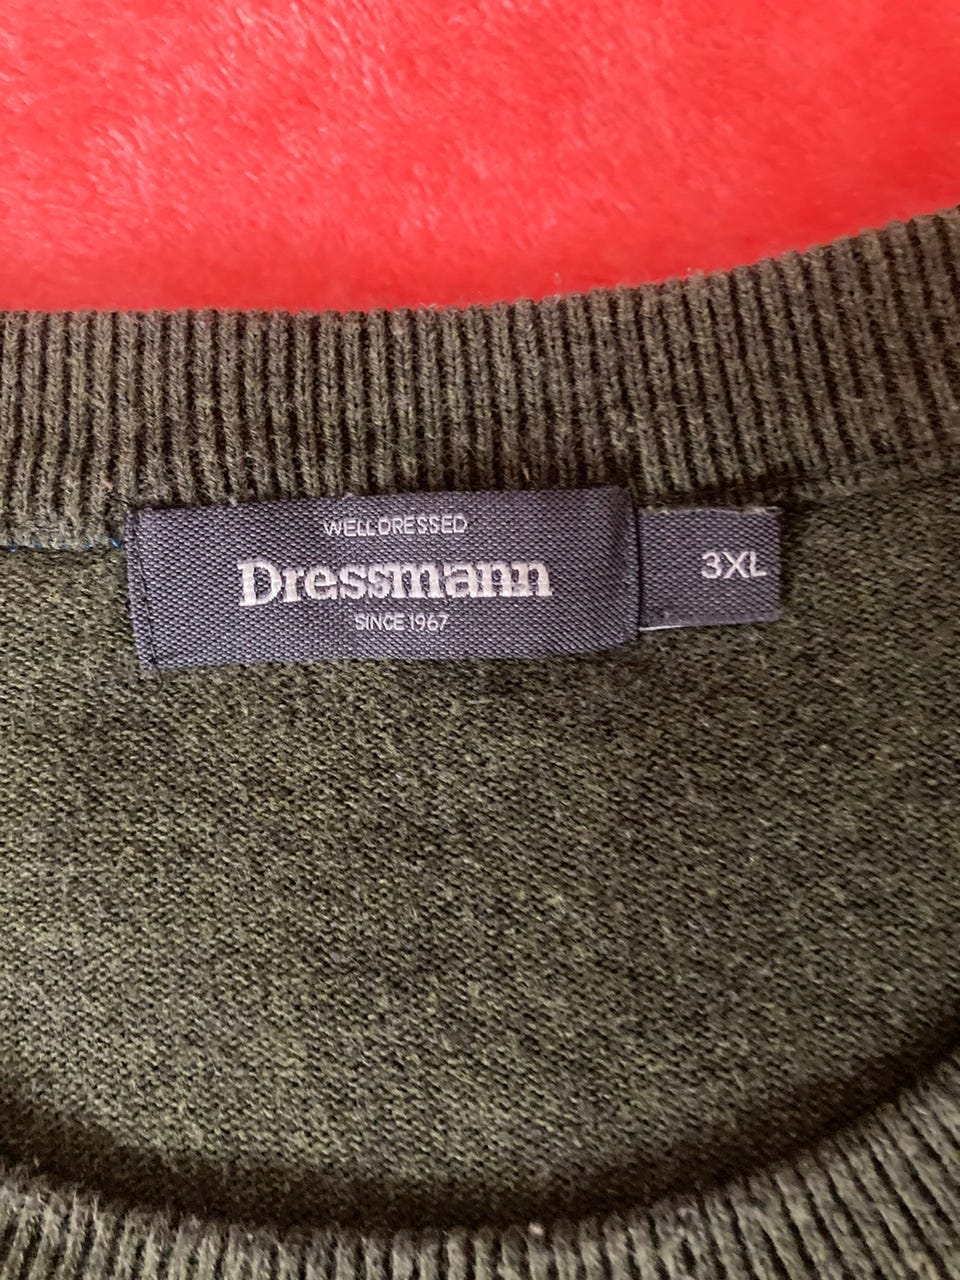 WELLDRESSED
Dressmann
SINCE 1967
3XL